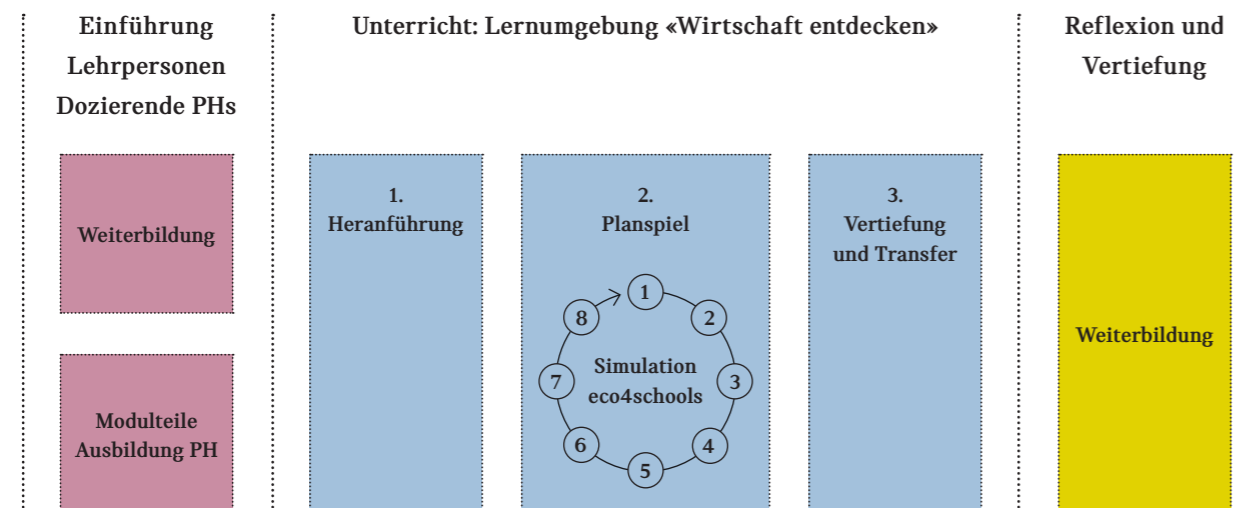 Einführung
Lehrpersonen
Dozierende PHs
Weiterbildung
Modulteile
Ausbildung PH
Unterricht: Lernumgebung «Wirtschaft entdecken»
1.
Heranführung
2.
Planspiel
1
2
3
4
5
6
7
8
Simulation
eco4schools
3.
Vertiefung
und Transfer
Reflexion und
Vertiefung
Weiterbildung